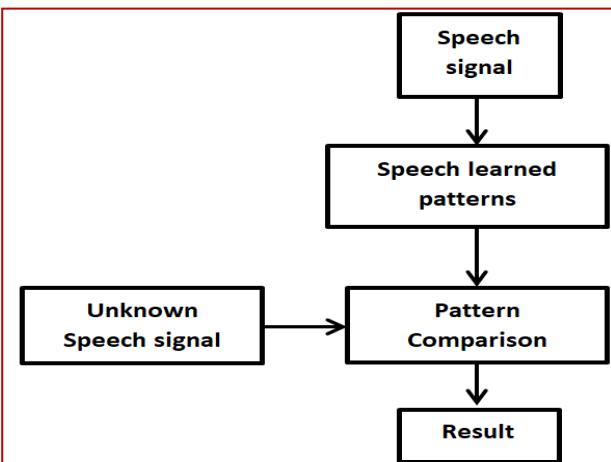 Speech
signal
Speech learned
patterns
Unknown
Speech signal
Pattern
Comparison
Result